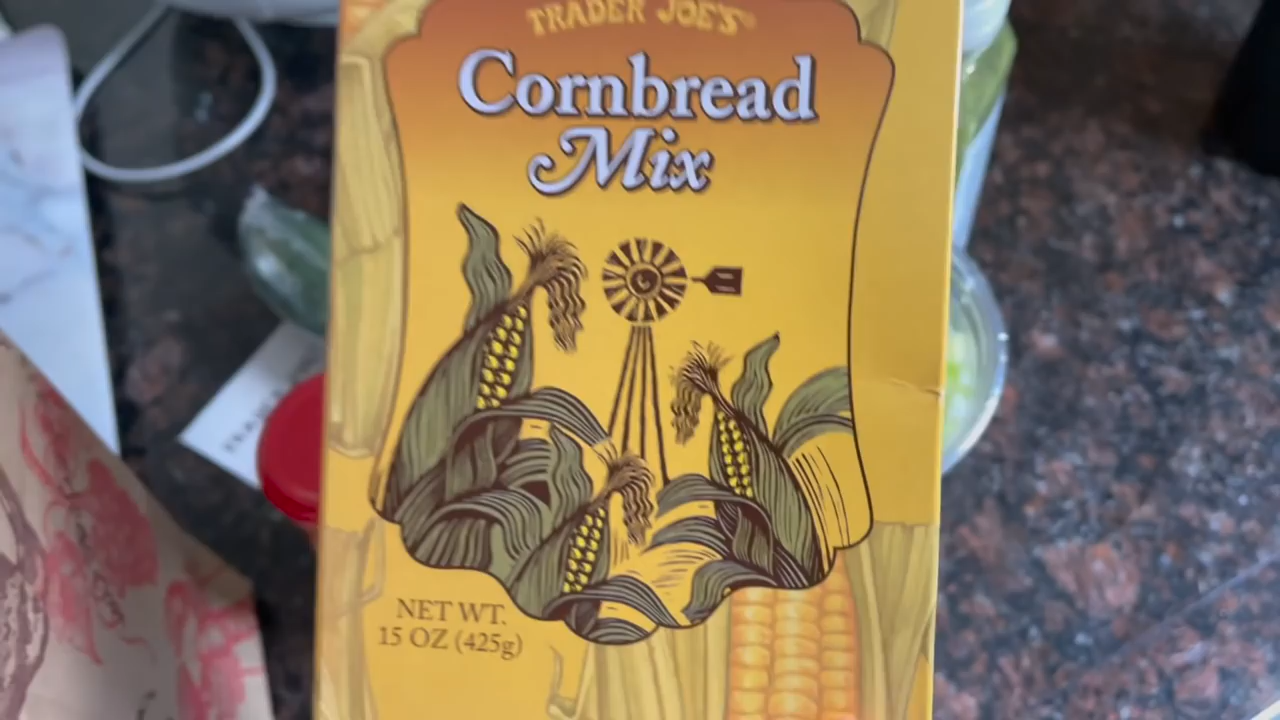 TRADER JOE'S
Cornbread
Mix
NET WT.
15 OZ (425g)